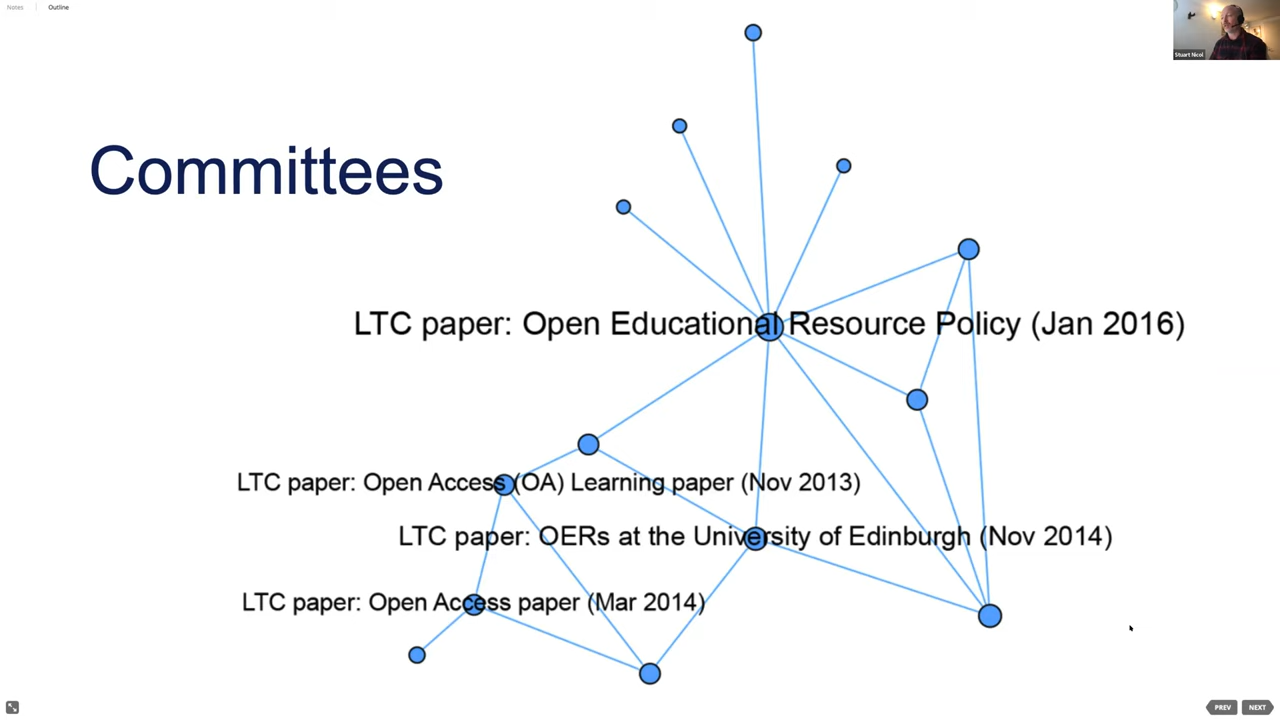 Notes Outline
Stuart Nicol
Committees
LTC paper: Open Educational Resource Policy (Jan 2016)
LTC paper: Open Access (OA) Learning paper (Nov 2013)
LTC paper: OERs at the University of Edinburgh (Nov 2014)
LTC paper: Open Access paper (Mar 2014)
PREV NEXT